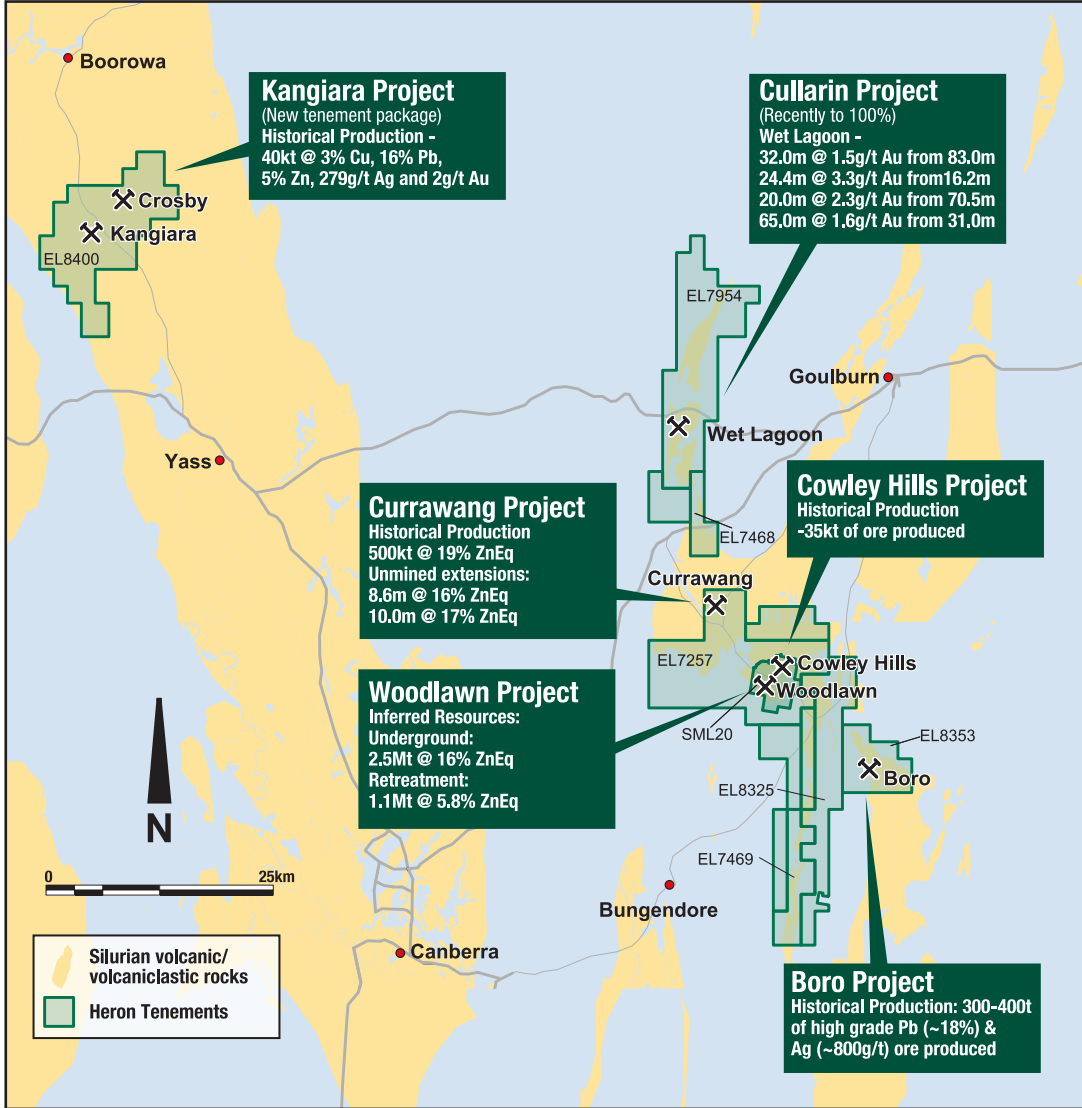 Boorowa
Kangiara Project
(New tenement package)
Historical Production -
40kt @ 3% Cu, 16% Pb,
5% Zn, 279g/t Ag and 2g/t Au
Cullarin Project
(Recently to 100%)
Wet Lagoon -
32.0m @ 1.5g/t Au from 83.0m
24.4m @ 3.3g/t Au from16.2m
20.0m @ 2.3g/t Au from 70.5m
65.0m @ 1.6g/t Au from 31.0m
Crosby
Kangiara
EL8400
EL7954
Goulburn
Wet Lagoon
Yass
Currawang Project
Historical Production
500kt @ 19% ZnEq
Unmined extensions:
8.6m @ 16% ZnEq
10.0m @ 17% ZnEq
Cowley Hills Project
Historical Production
-35kt of ore produced
EL7468
Currawang
EL7257
Cowley Hills
Woodlawn
Woodlawn Project
Inferred Resources:
Underground:
2.5Mt @ 16% ZnEq
Retreatment:
1.1Mt @ 5.8% ZnEq
SML20
EL8353
Boro
EL8325
EL7469
N
0 25km
Bungendore
Canberra
Silurian volcanic/
volcaniclastic rocks
Heron Tenements
Boro Project
Historical Production: 300-400t
of high grade Pb (~18%) &
Ag (~800g/t) ore produced